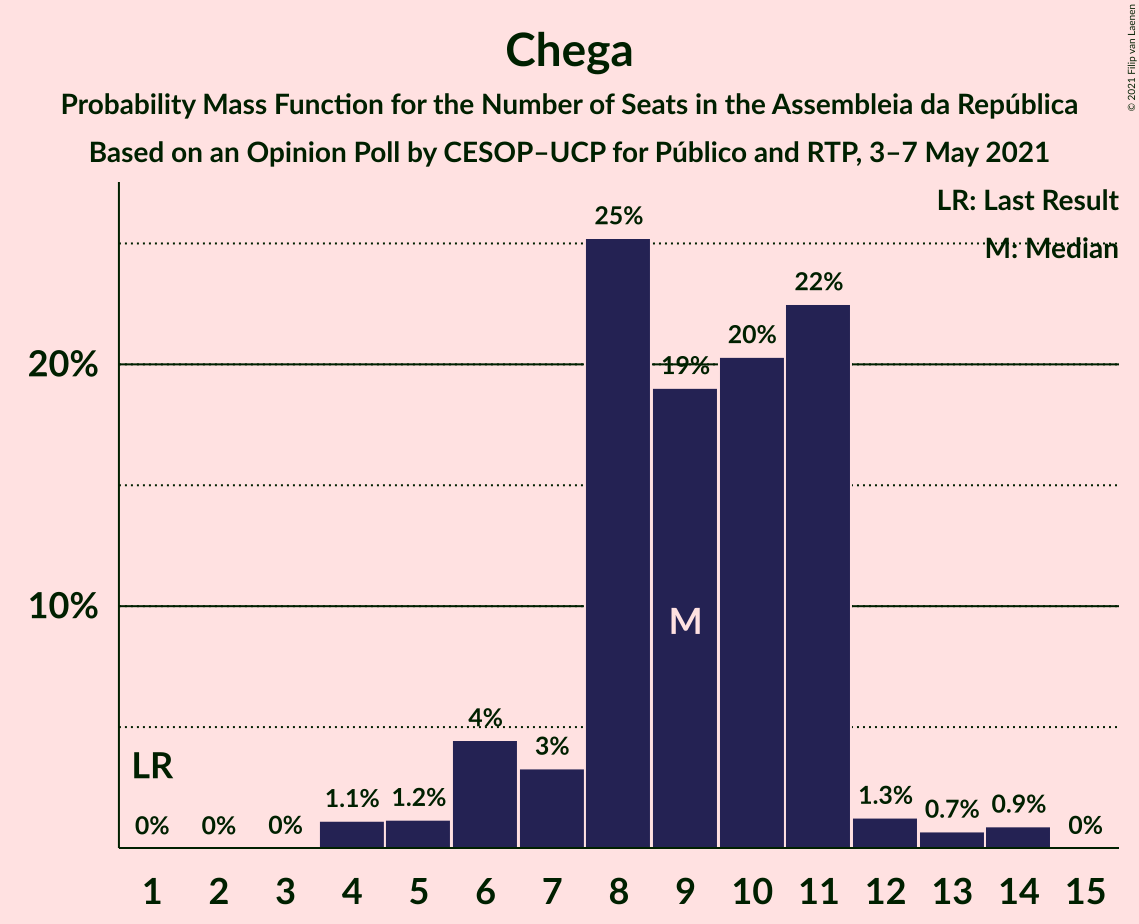 © 2021 Filip van Laenen
Chega
Probability Mass Function for the Number of Seats in the Assembleia da República
Based on an Opinion Poll by CESOP–UCP for Público and RTP, 3–7 May 2021
LR: Last Result
M: Median
25%
22%
20%
19%
20%
10%
M
4%
3%
LR
1.1%
1.2%
1.3%
0.7%
0.9%
0%
0%
0%
0%
1 2 3 4 5 6 7 8 9 10 11 12 13 14 15